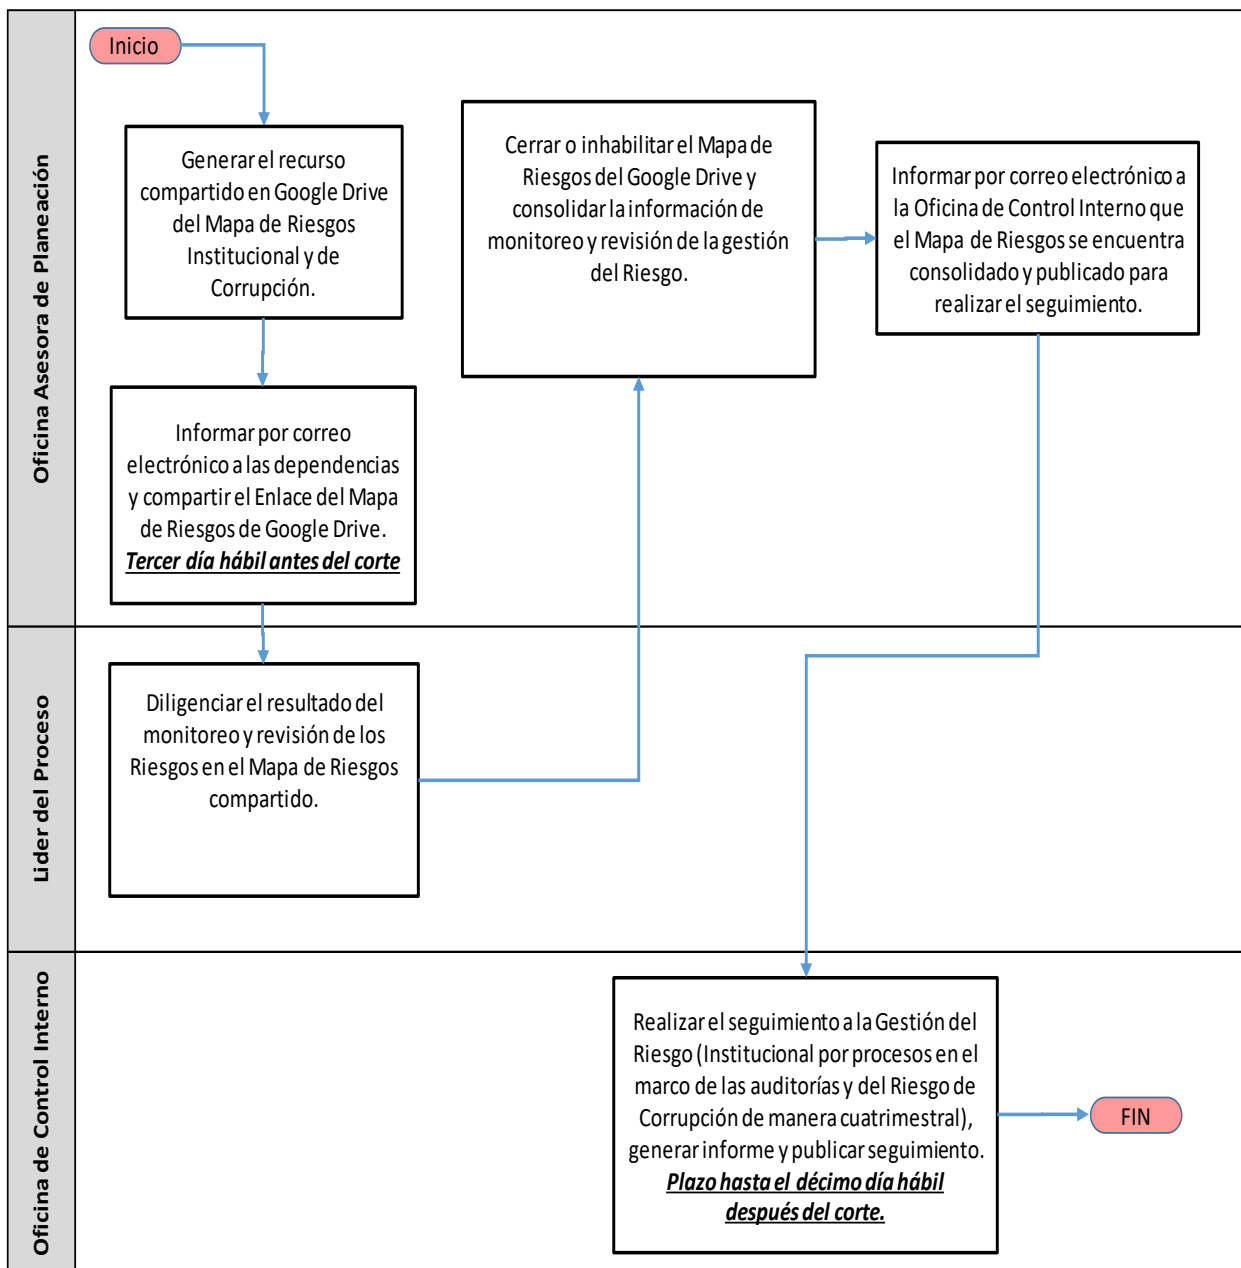 Oficina Asesora de Planeación
Inicio
Generar el recurso
compartido en Google Drive
del Mapa de Riesgos
Institucional y de
Corrupción.
Informar por correo
electrónico a las dependencias
y compartir el Enlace del Mapa
de Riesgos de Google Drive.
Tercer día hábil antes del corte
Cerrar o inhabilitar el Mapa de
Riesgos del Google Drive y
consolidar la información de
monitoreo y revisión de la gestión
del Riesgo.
Informar por correo electrónico a
la Oficina de Control Interno que
el Mapa de Riesgos se encuentra
consolidado y publicado para
realizar el seguimiento.
Lider del Proceso
Diligenciar el resultado del
monitoreo y revisión de los
Riesgos en el Mapa de Riesgos
compartido.
Oficina de Control Interno
Realizar el seguimiento a la Gestión del
Riesgo (Institucional por procesos en el
marco de las auditorías y del Riesgo de
Corrupción de manera cuatrimestral),
generar informe y publicar seguimiento.
Plazo hasta el décimo día hábil
después del corte.
FIN